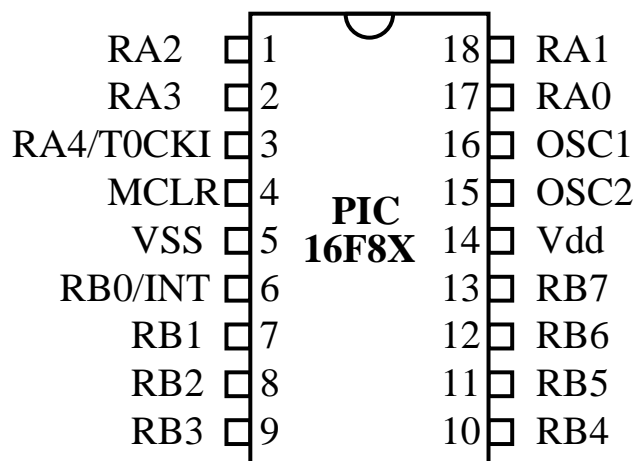 RA2 1 18 RA1
RA3 2 17 RA0
RA4/T0CKI 3 16 OSC1
MCLR 4 15 OSC2
PIC
VSS 5 14 Vdd
16F8X
RB0/INT 6 13 RB7
RB1 7 12 RB6
RB2 8 11 RB5
RB3 9 10 RB4